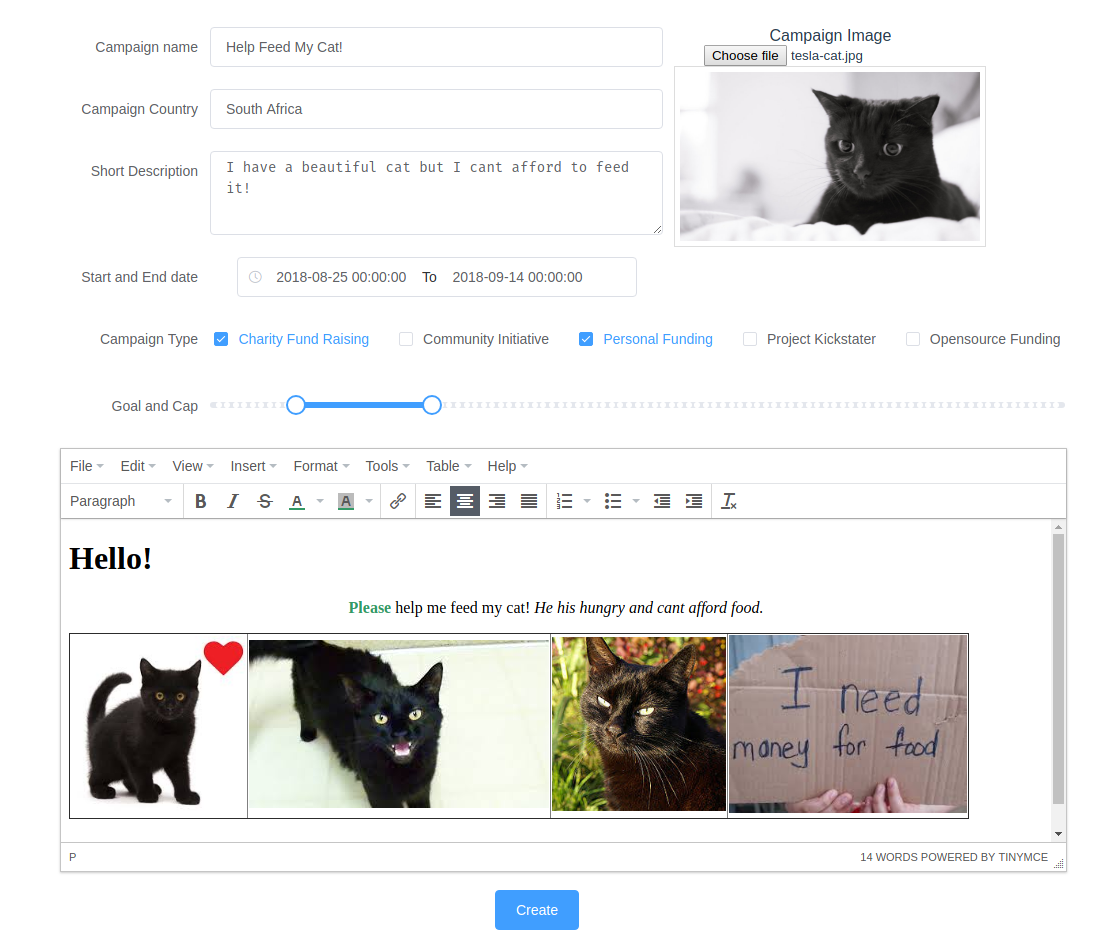 Campaign name
Help Feed My Cat!
Campaign Image
Choose file tesla-cat.jpg
Campaign Country
South Africa
Short Description
I have a beautiful cat but I cant afford to feed
it!
Start and End date
2018-08-25 00:00:00 To 2018-09-14 00:00:00
Campaign Type
Charity Fund Raising
Community Initiative
Personal Funding
Project Kickstater
Opensource Funding
Goal and Cap
File Edit View Insert Format Tools Table Help
Paragraph B I S A A
Hello!
Please help me feed my cat! He his hungry and cant afford food.
I need
money for food
P
14 WORDS POWERED BY TINYMCE
Create